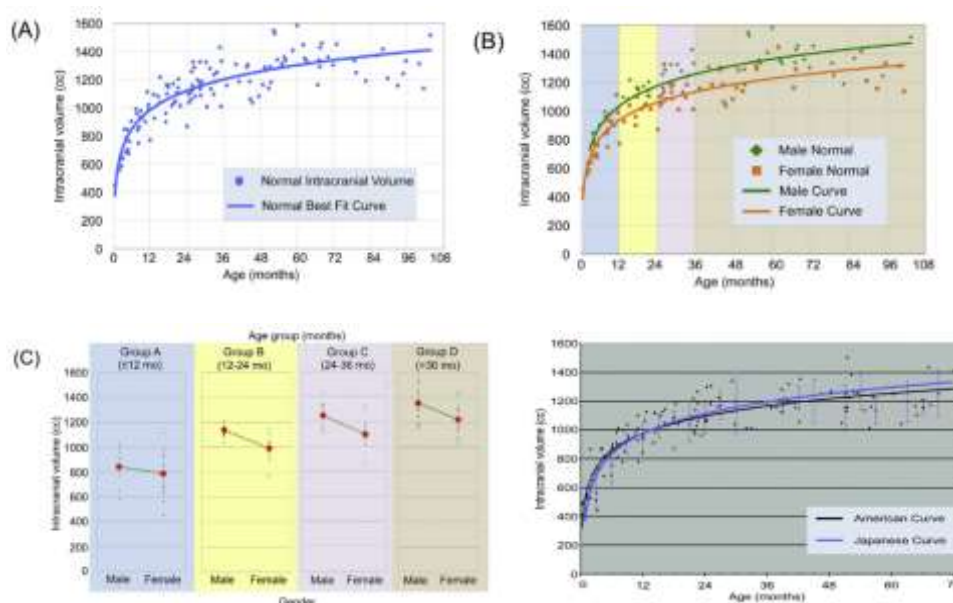 (A)
1600
1400
1200
1000
800
600
400
200
0
Intracranial volume (cc)
Normal Intracranial Volume
Normal Best Fit Curve
0 12 24 36 48 60 72 84 96 108
Age (months)
(B)
1600
1400
1200
1000
800
600
400
200
0
Intracranial volume (cc)
Male Normal
Female Normal
Male Curve
Female Curve
0 12 24 36 48 60 72 84 96 108
Age (months)
(C)
Age group (months)
Group A Group B Group C Group D
(≤12 mo) (12-24 mo) (24-36 mo) (>36 mo)
1600
1400
1200
1000
800
600
400
200
0
Intracranial volume (cc)
Male Female Male Female Male Female Male Female
Gender
1400
1200
1000
800
600
400
200
0
Intracranial volume (cc)
American Curve
Japanese Curve
0 12 24 36 48 60
Age (months)